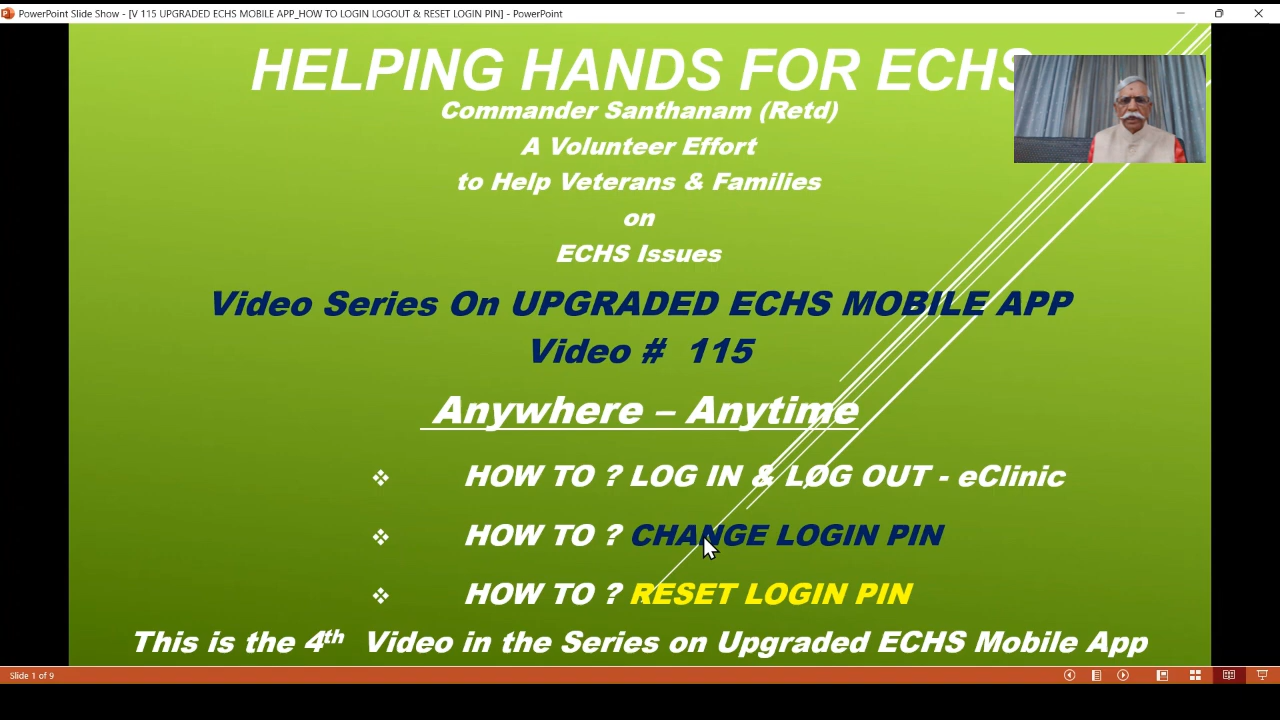 PowerPoint Slide Show - [V 115 UPGRADED ECHS MOBILE APP_HOW TO LOGIN LOGOUT & RESET LOGIN PIN] - PowerPoint
HELPING HANDS FOR ECHS
Commander Santhanam (Retd)
A Volunteer Effort
to Help Veterans & Families
on
ECHS Issues
Video Series On UPGRADED ECHS MOBILE APP
Video # 115
Anywhere – Anytime
❖ HOW TO ? LOG IN & LOG OUT - eClinic
❖ HOW TO ? CHANGE LOGIN PIN
❖ HOW TO ? RESET LOGIN PIN
This is the 4th Video in the Series on Upgraded ECHS Mobile App
Slide 1 of 9